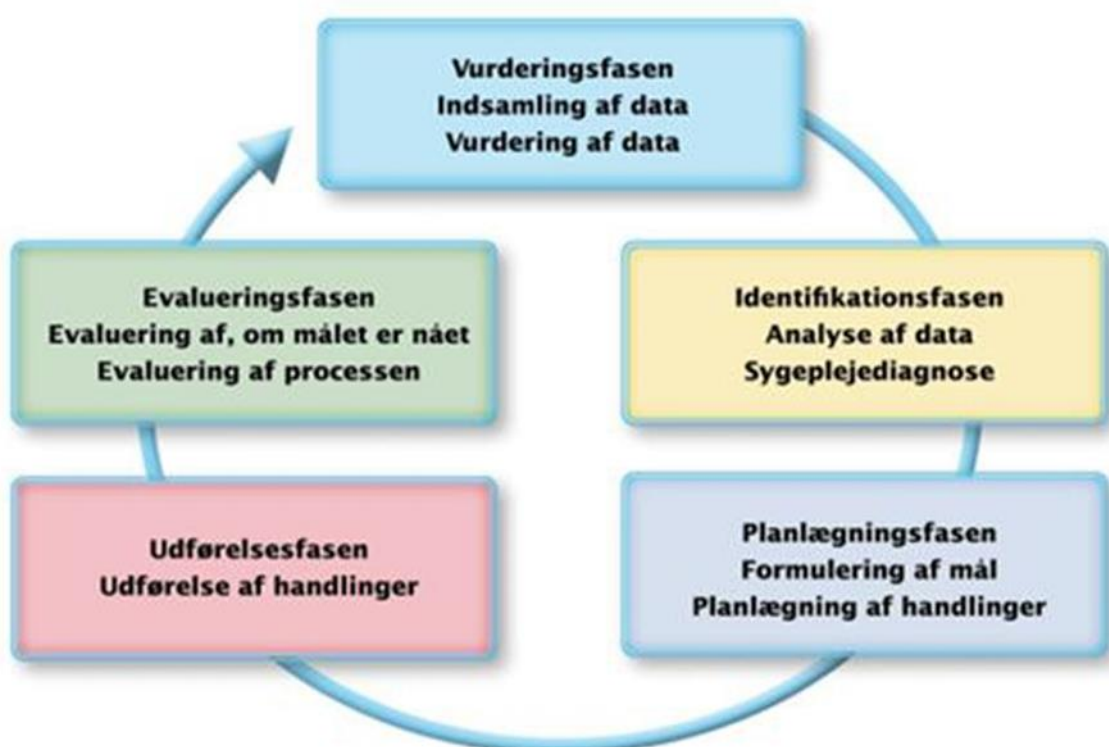 Vurderingsfasen
Indsamling af data
Vurdering af data
Identifikationsfasen
Analyse af data
Sygeplejediagnose
Planlægningsfasen
Formulering af mål
Planlægning af handlinger
Udførelsesfasen
Udførelse af handlinger
Evalueringsfasen
Evaluering af, om målet er nået
Evaluering af processen